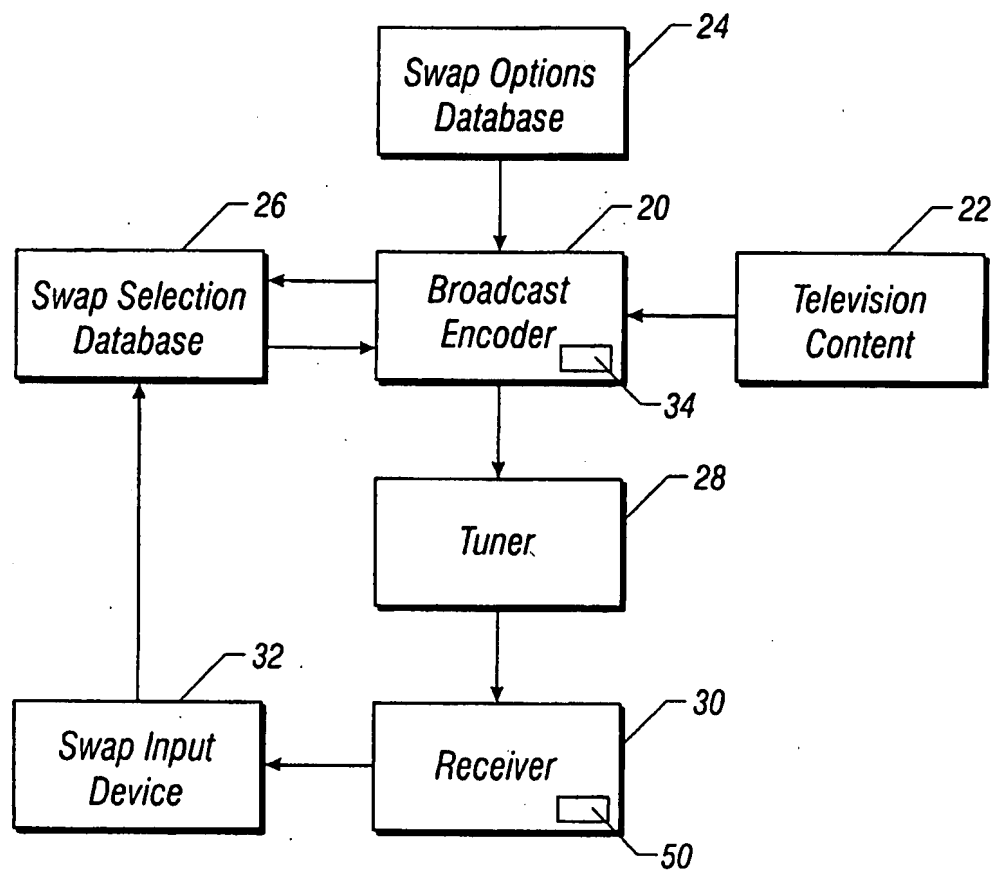 24
Swap Options
Database
26
20
22
Swap Selection
Database
Broadcast
Encoder
Television
Content
34
28
Tuner
32
30
Swap Input
Device
Receiver
50